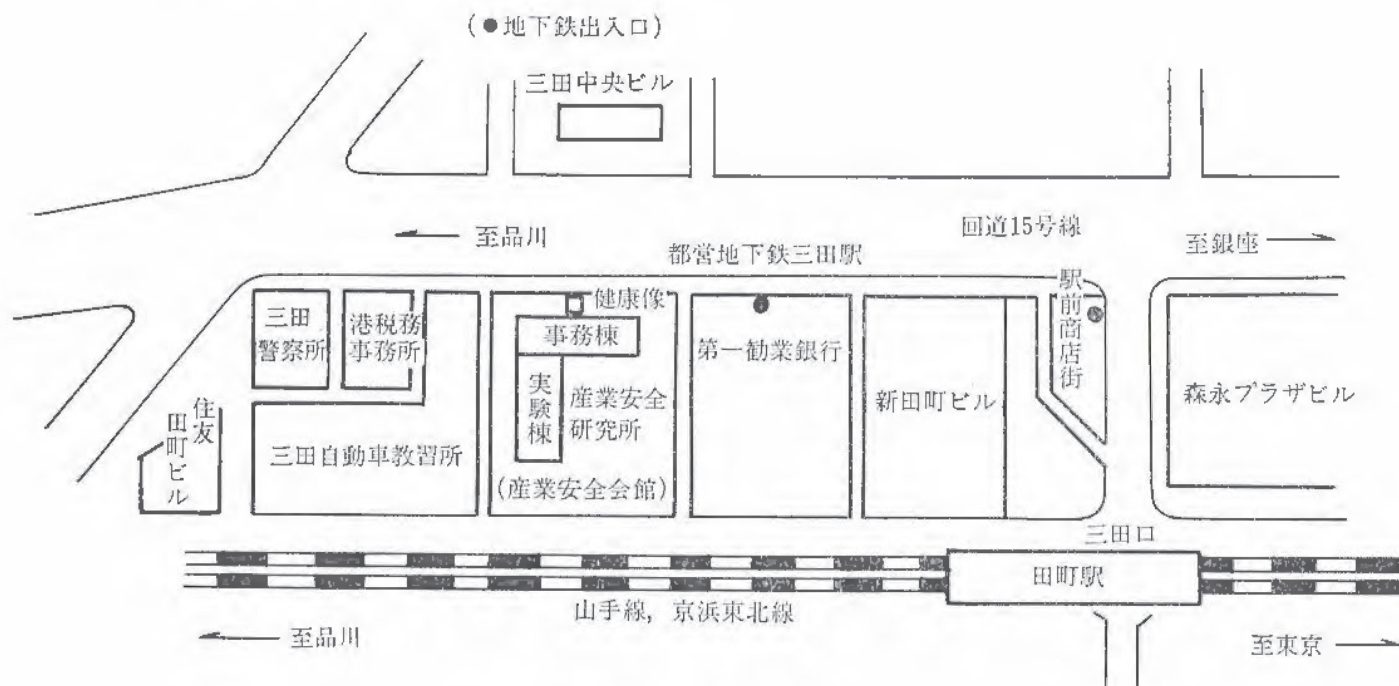 (●地下鉄出入口)
三田中央ビル
回道15号線
至品川
至銀座
都営地下鉄三田駅
駅前商店街
健康像
三田
警察所
港税務
事務所
事務棟
実験棟
産業安全
研究所
(産業安全会館)
第一勧業銀行
新田町ビル
森永プラザビル
住友
田町ビル
三田自動車教習所
三田口
田町駅
山手線, 京浜東北線
至品川
至東京